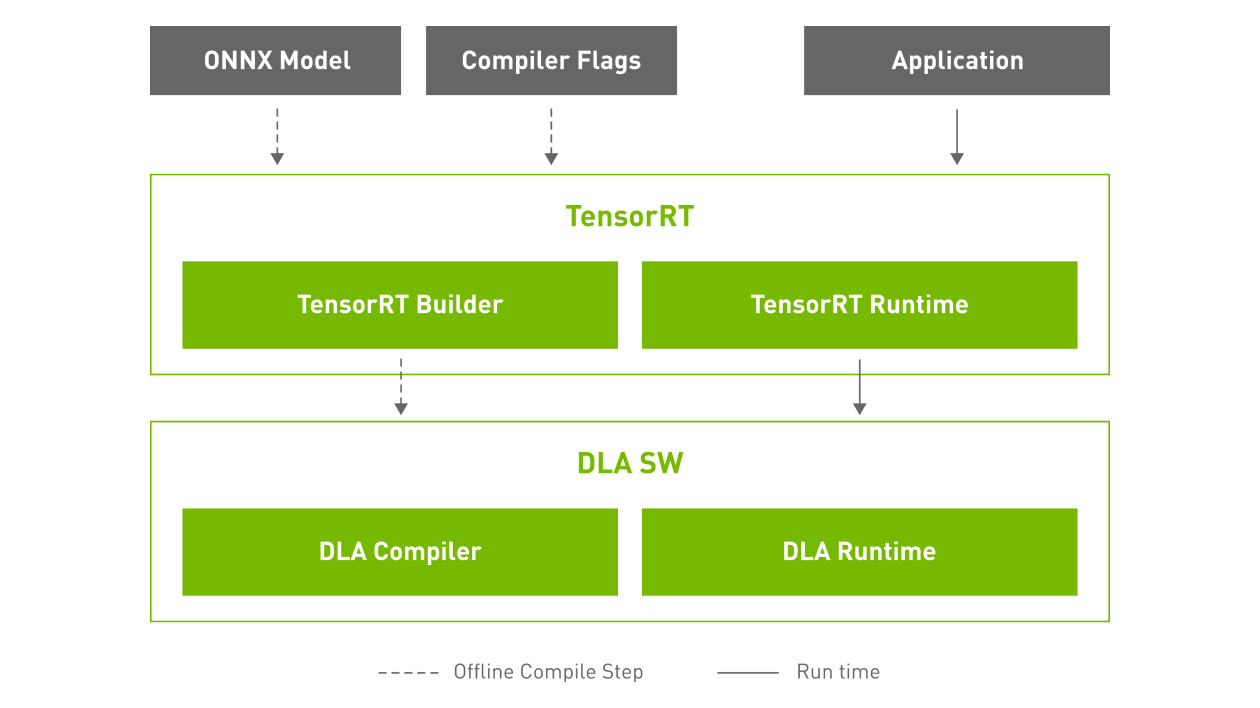 ONNX Model
Compiler Flags
Application
TensorRT
TensorRT Builder
TensorRT Runtime
DLA SW
DLA Compiler
DLA Runtime
Offline Compile Step
Run time